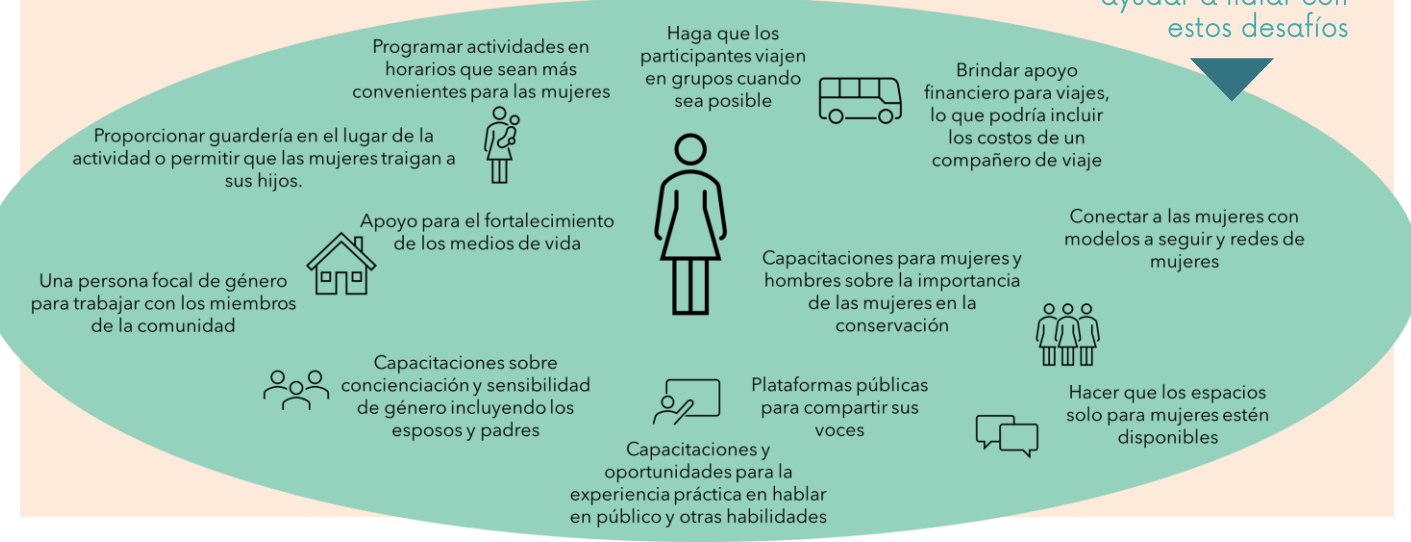 ayudar a lidiar con
estos desafíos
Programar actividades en
horarios que sean más
convenientes para las mujeres
Haga que los
participantes viajen
en grupos cuando
sea posible
Brindar apoyo
financiero para viajes,
lo que podría incluir
los costos de un
compañero de viaje
Proporcionar guardería en el lugar de la
actividad o permitir que las mujeres traigan a
sus hijos.
Apoyo para el fortalecimiento
de los medios de vida
Conectar a las mujeres con
modelos a seguir y redes de
mujeres
Una persona focal de género
para trabajar con los miembros
de la comunidad
Capacitaciones para mujeres y
hombres sobre la importancia
de las mujeres en la
conservación
Capacitaciones sobre
concienciación y sensibilidad
de género incluyendo los
esposos y padres
Plataformas públicas
para compartir sus
voces
Hacer que los espacios
solo para mujeres estén
disponibles
Capacitaciones y
oportunidades para la
experiencia práctica en hablar
en público y otras habilidades